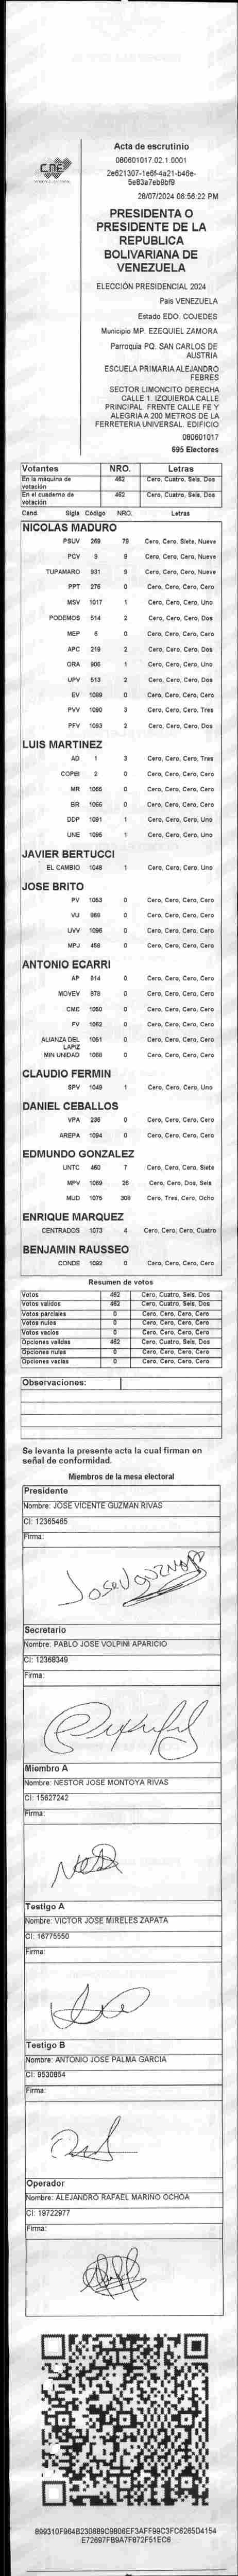 CNE
Acta de escrutinio
080601017.02.1.0001
2e621307-1e6f-4a21-b46e-
5e83a7eb9bf9
28/07/2024 06:56:22 PM
PRESIDENTA O
PRESIDENTE DE LA
REPUBLICA
BOLIVARIANA DE
VENEZUELA
ELECCIÓN PRESIDENCIAL 2024
País VENEZUELA
Estado EDO. COJEDES
Municipio MP. EZEQUIEL ZAMORA
Parroquia PQ. SAN CARLOS DE
AUSTRIA
ESCUELA PRIMARIA ALEJANDRO
FEBRES
SECTOR LIMONCITO DERECHA
CALLE 1. IZQUIERDA CALLE
PRINCIPAL. FRENTE CALLE FE Y
ALEGRIA A 200 METROS DE LA
FERRETERIA UNIVERSAL. EDIFICIO
080601017
695 Electores
Votantes NRO. Letras
En la máquina de votación 462 Cero, Cuatro, Seis, Dos
En el cuaderno de votación 462 Cero, Cuatro, Seis, Dos
Cand. Sigla Código NRO. Letras
NICOLAS MADURO
PSUV 269 79 Cero, Cero, Siete, Nueve
PCV 9 9 Cero, Cero, Cero, Nueve
TUPAMARO 931 9 Cero, Cero, Cero, Nueve
PPT 276 0 Cero, Cero, Cero, Cero
MSV 1017 1 Cero, Cero, Cero, Uno
PODEMOS 514 2 Cero, Cero, Cero, Dos
MEP 6 0 Cero, Cero, Cero, Cero
APC 219 2 Cero, Cero, Cero, Dos
ORA 906 1 Cero, Cero, Cero, Uno
UPV 513 2 Cero, Cero, Cero, Dos
EV 1089 0 Cero, Cero, Cero, Cero
PVV 1090 3 Cero, Cero, Cero, Tres
PFV 1083 2 Cero, Cero, Cero, Dos
LUIS MARTINEZ
AD 1 3 Cero, Cero, Cero, Tres
COPEI 2 0 Cero, Cero, Cero, Cero
MR 1066 0 Cero, Cero, Cero, Cero
BR 1065 0 Cero, Cero, Cero, Cero
DDP 1091 1 Cero, Cero, Cero, Uno
UNE 1095 1 Cero, Cero, Cero, Uno
JAVIER BERTUCCI
EL CAMBIO 1048 1 Cero, Cero, Cero, Uno
JOSE BRITO
PV 1053 0 Cero, Cero, Cero, Cero
VU 969 0 Cero, Cero, Cero, Cero
UVV 1096 0 Cero, Cero, Cero, Cero
MPJ 459 0 Cero, Cero, Cero, Cero
ANTONIO ECARRI
AP 914 0 Cero, Cero, Cero, Cero
MOVEV 978 0 Cero, Cero, Cero, Cero
CMC 1050 0 Cero, Cero, Cero, Cero
FV 1062 0 Cero, Cero, Cero, Cero
ALIANZA DEL LAPIZ 1051 0 Cero, Cero, Cero, Cero
MIN UNIDAD 1068 0 Cero, Cero, Cero, Cero
CLAUDIO FERMIN
SPV 1049 1 Cero, Cero, Cero, Uno
DANIEL CEBALLOS
VPA 236 0 Cero, Cero, Cero, Cero
AREPA 1094 0 Cero, Cero, Cero, Cero
EDMUNDO GONZALEZ
UNTC 460 7 Cero, Cero, Cero, Siete
MPV 1069 26 Cero, Cero, Dos, Seis
MUD 1075 308 Cero, Tres, Cero, Ocho
ENRIQUE MARQUEZ
CENTRADOS 1073 4 Cero, Cero, Cero, Cuatro
BENJAMIN RAUSSEO
CONDE 1092 0 Cero, Cero, Cero, Cero
Resumen de votos
Votos 462 Cero, Cuatro, Seis, Dos
Votos validos 462 Cero, Cuatro, Seis, Dos
Votos parciales 0 Cero, Cero, Cero, Cero
Votos nulos 0 Cero, Cero, Cero, Cero
Votos vacios 0 Cero, Cero, Cero, Cero
Opciones validas 462 Cero, Cuatro, Seis, Dos
Opciones nulas 0 Cero, Cero, Cero, Cero
Opciones vacias 0 Cero, Cero, Cero, Cero
Observaciones:
Se levanta la presente acta la cual firman en
señal de conformidad.
Miembros de la mesa electoral
Presidente
Nombre: JOSE VICENTE GUZMAN RIVAS
CI: 12365465
Firma:
Jose V Guzman
Secretario
Nombre: PABLO JOSE VOLPINI APARICIO
CI: 12368349
Firma:
Miembro A
Nombre: NESTOR JOSE MONTOYA RIVAS
CI: 15627242
Firma:
Testigo A
Nombre: VICTOR JOSE MIRELES ZAPATA
CI: 16775550
Firma:
Testigo B
Nombre: ANTONIO JOSE PALMA GARCIA
CI: 9530854
Firma:
Operador
Nombre: ALEJANDRO RAFAEL MARIÑO OCHOA
CI: 19722977
Firma:
899310F964B230689C9806EF3AFF99C3FC6265D4154
E72697FB9A7F872F51EC6